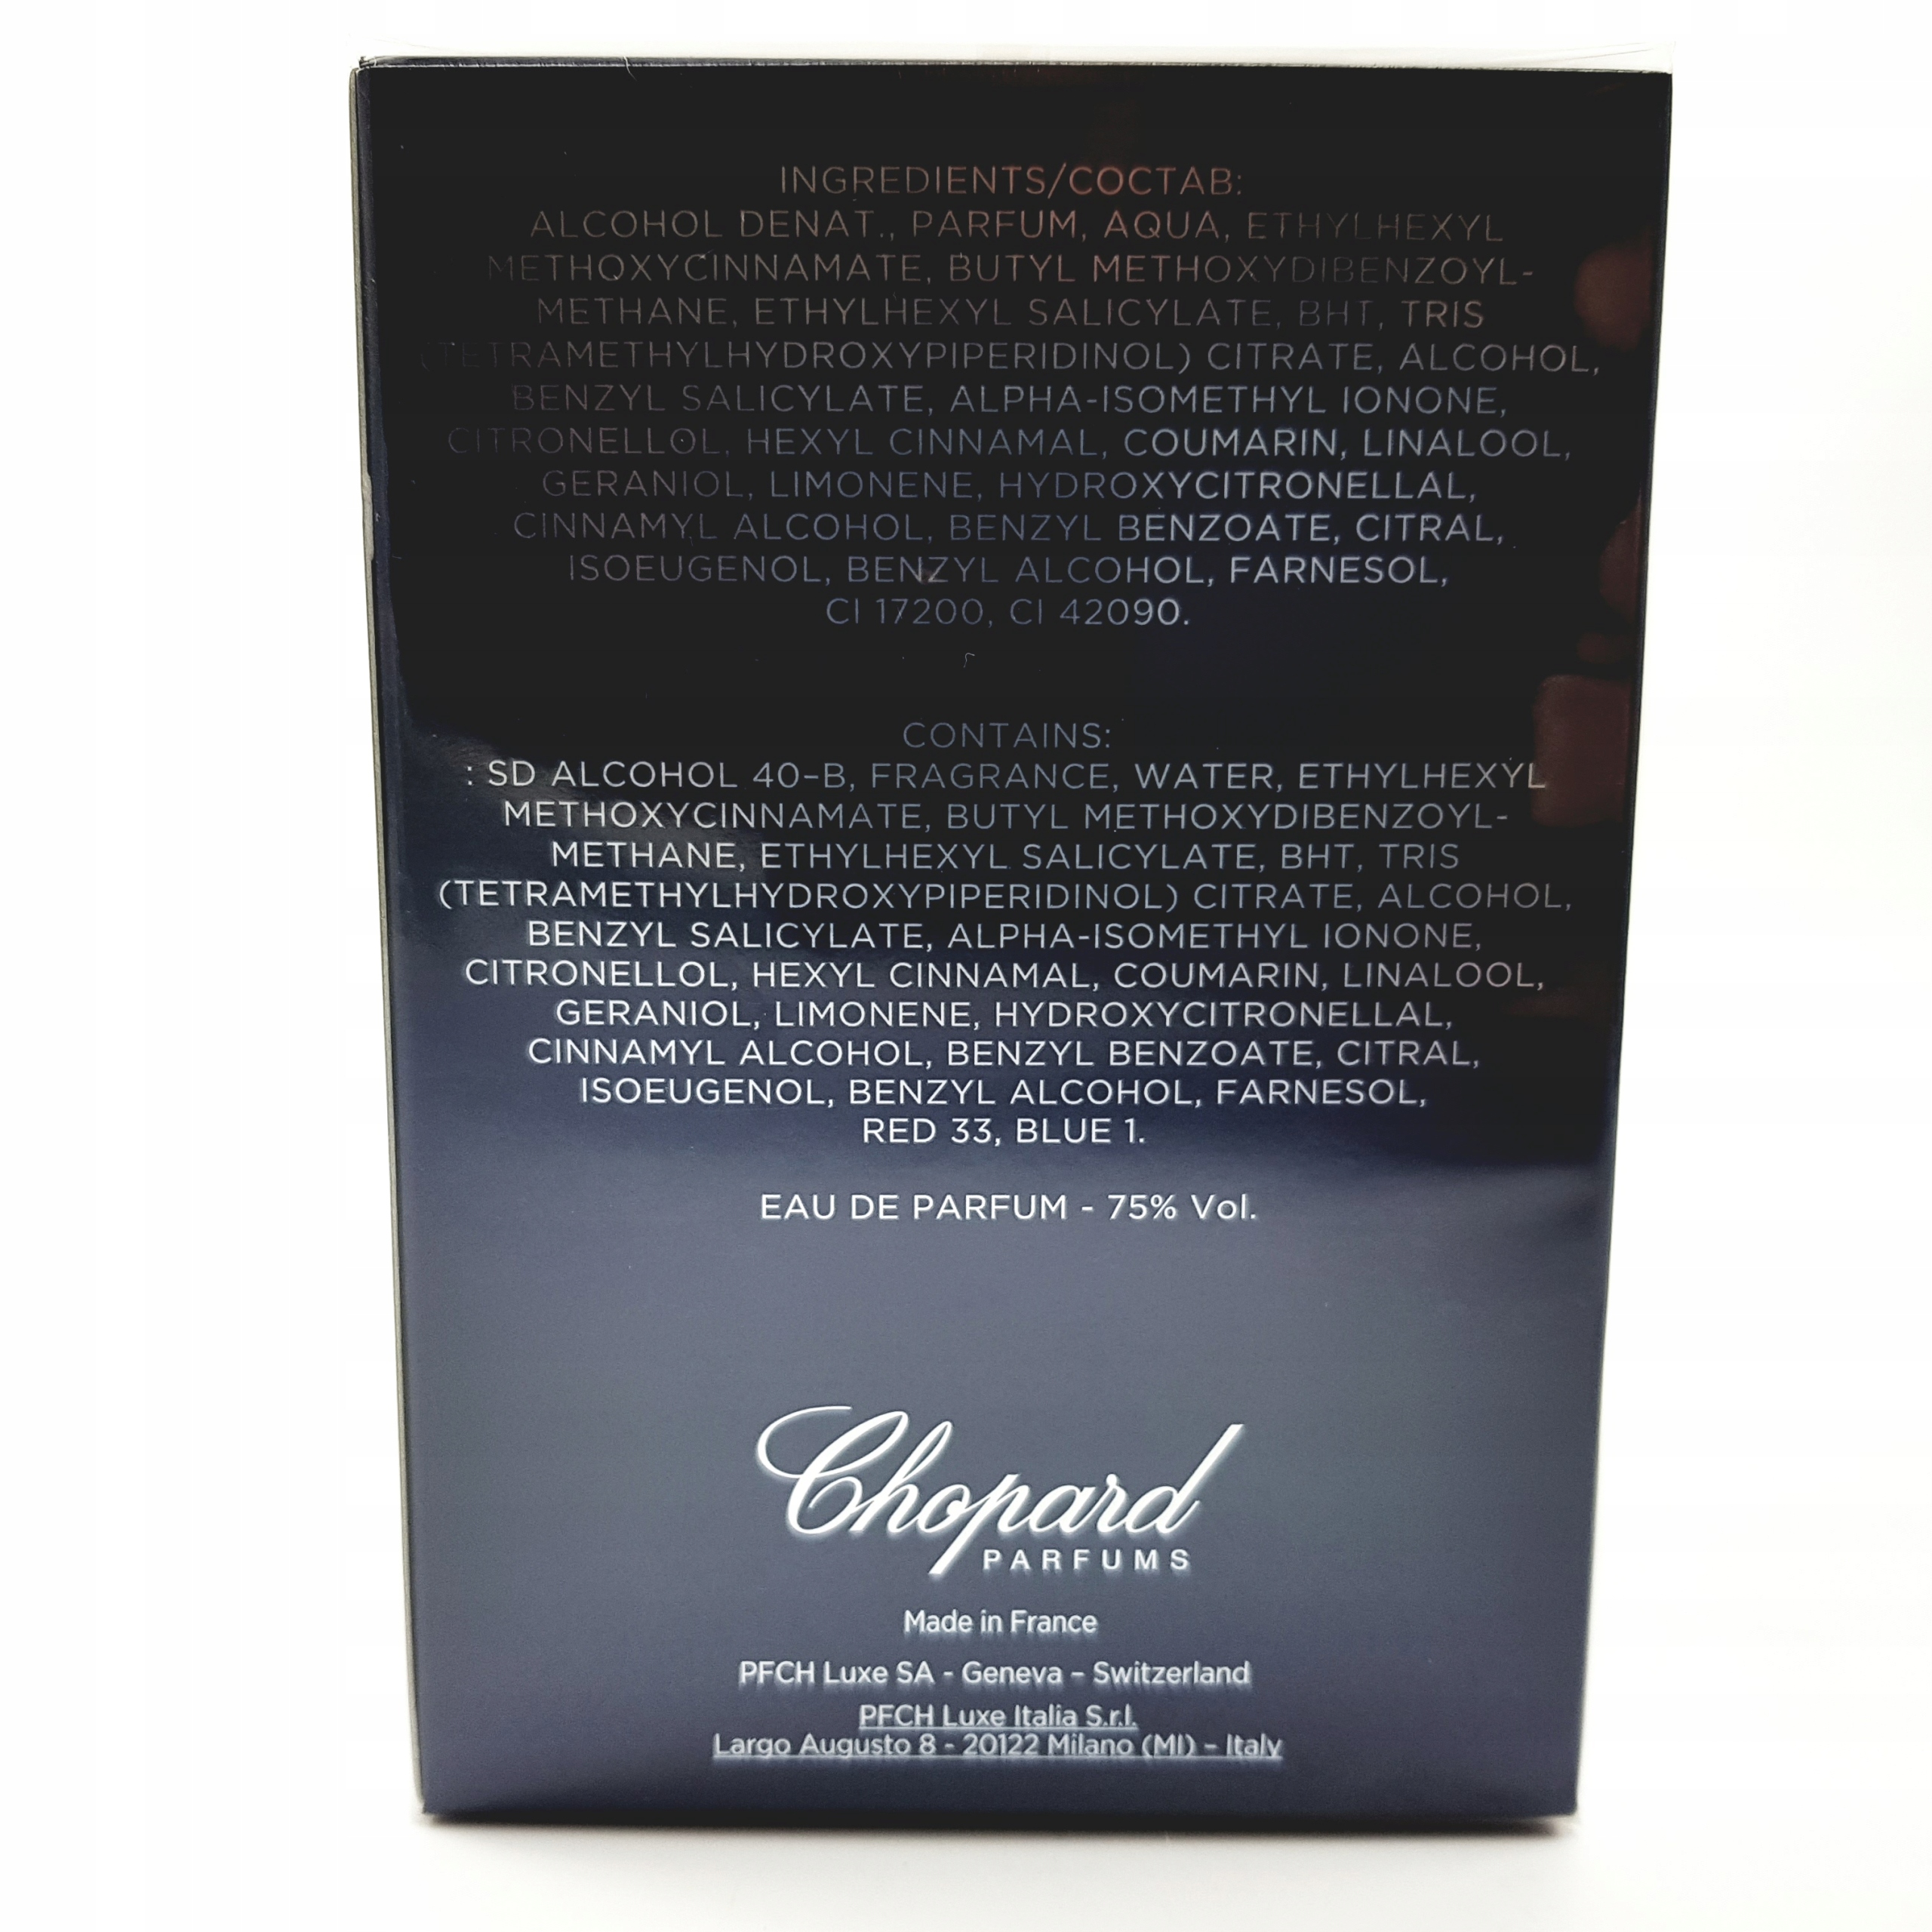 INGREDIENTS/СОСТАВ:
ALCOHOL DENAT., PARFUM, AQUA, ETHYLHEXYL
METHOXYCINNAMATE, BUTYL METHOXYDIBENZOYL-
METHANE, ETHYLHEXYL SALICYLATE, BHT, TRIS
(TETRAMETHYLHYDROXYPIPERIDINOL) CITRATE, ALCOHOL,
BENZYL SALICYLATE, ALPHA-ISOMETHYL IONONE,
CITRONELLOL, HEXYL CINNAMAL, COUMARIN, LINALOOL,
GERANIOL, LIMONENE, HYDROXYCITRONELLAL,
CINNAMYL ALCOHOL, BENZYL BENZOATE, CITRAL,
ISOEUGENOL, BENZYL ALCOHOL, FARNESOL,
CI 17200, CI 42090.
CONTAINS:
: SD ALCOHOL 40-B, FRAGRANCE, WATER, ETHYLHEXYL
METHOXYCINNAMATE, BUTYL METHOXYDIBENZOYL-
METHANE, ETHYLHEXYL SALICYLATE, BHT, TRIS
(TETRAMETHYLHYDROXYPIPERIDINOL) CITRATE, ALCOHOL,
BENZYL SALICYLATE, ALPHA-ISOMETHYL IONONE,
CITRONELLOL, HEXYL CINNAMAL, COUMARIN, LINALOOL,
GERANIOL, LIMONENE, HYDROXYCITRONELLAL,
CINNAMYL ALCOHOL, BENZYL BENZOATE, CITRAL,
ISOEUGENOL, BENZYL ALCOHOL, FARNESOL,
RED 33, BLUE 1.
EAU DE PARFUM - 75% Vol.
Chopard
PARFUMS
Made in France
PFCH Luxe SA - Geneva – Switzerland
PFCH Luxe Italia S.r.l.
Largo Augusto 8 - 20122 Milano (MI) – Italy